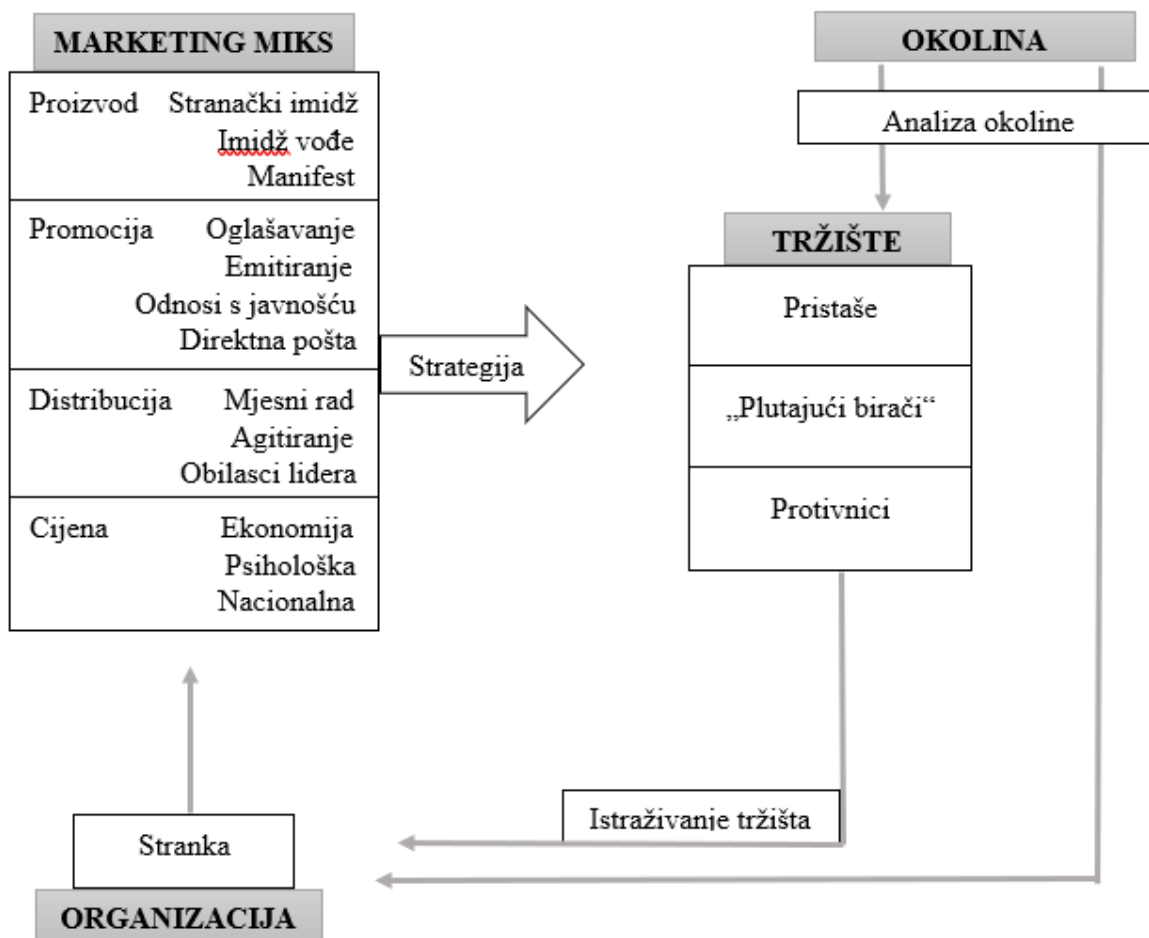 MARKETING MIKS
Proizvod Stranački imidž
Imidž vođe
Manifest
Promocija Oglašavanje
Emitiranje
Odnosi s javnošću
Direktna pošta
Distribucija Mjesni rad
Agitiranje
Obilasci lidera
Cijena Ekonomija
Psihološka
Nacionalna
Strategija
OKOLINA
Analiza okoline
TRŽIŠTE
Pristaše
„Plutajući birači“
Protivnici
Istraživanje tržišta
Stranka
ORGANIZACIJA